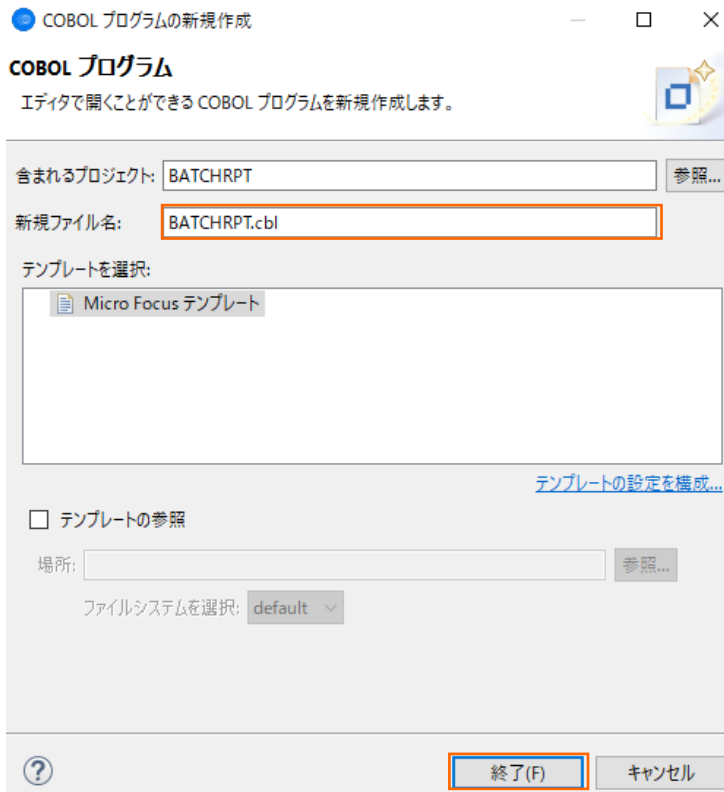 COBOL プログラムの新規作成
COBOL プログラム
エディタで開くことができる COBOL プログラムを新規作成します。
含まれるプロジェクト: BATCHRPT 参照...
新規ファイル名: BATCHRPT.cbl
テンプレートを選択:
Micro Focus テンプレート
テンプレートの設定を構成...
テンプレートの参照
場所: 参照...
ファイルシステムを選択: default
? 終了(F) キャンセル